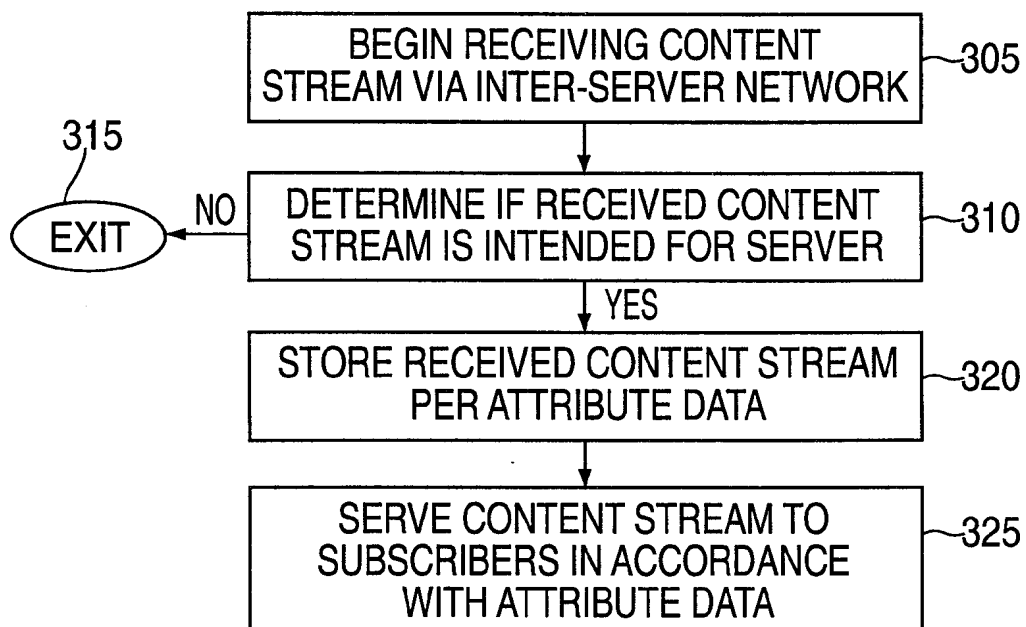 BEGIN RECEIVING CONTENT
STREAM VIA INTER-SERVER NETWORK
305
315
EXIT
NO
DETERMINE IF RECEIVED CONTENT
STREAM IS INTENDED FOR SERVER
310
YES
STORE RECEIVED CONTENT STREAM
PER ATTRIBUTE DATA
320
SERVE CONTENT STREAM TO
SUBSCRIBERS IN ACCORDANCE
WITH ATTRIBUTE DATA
325